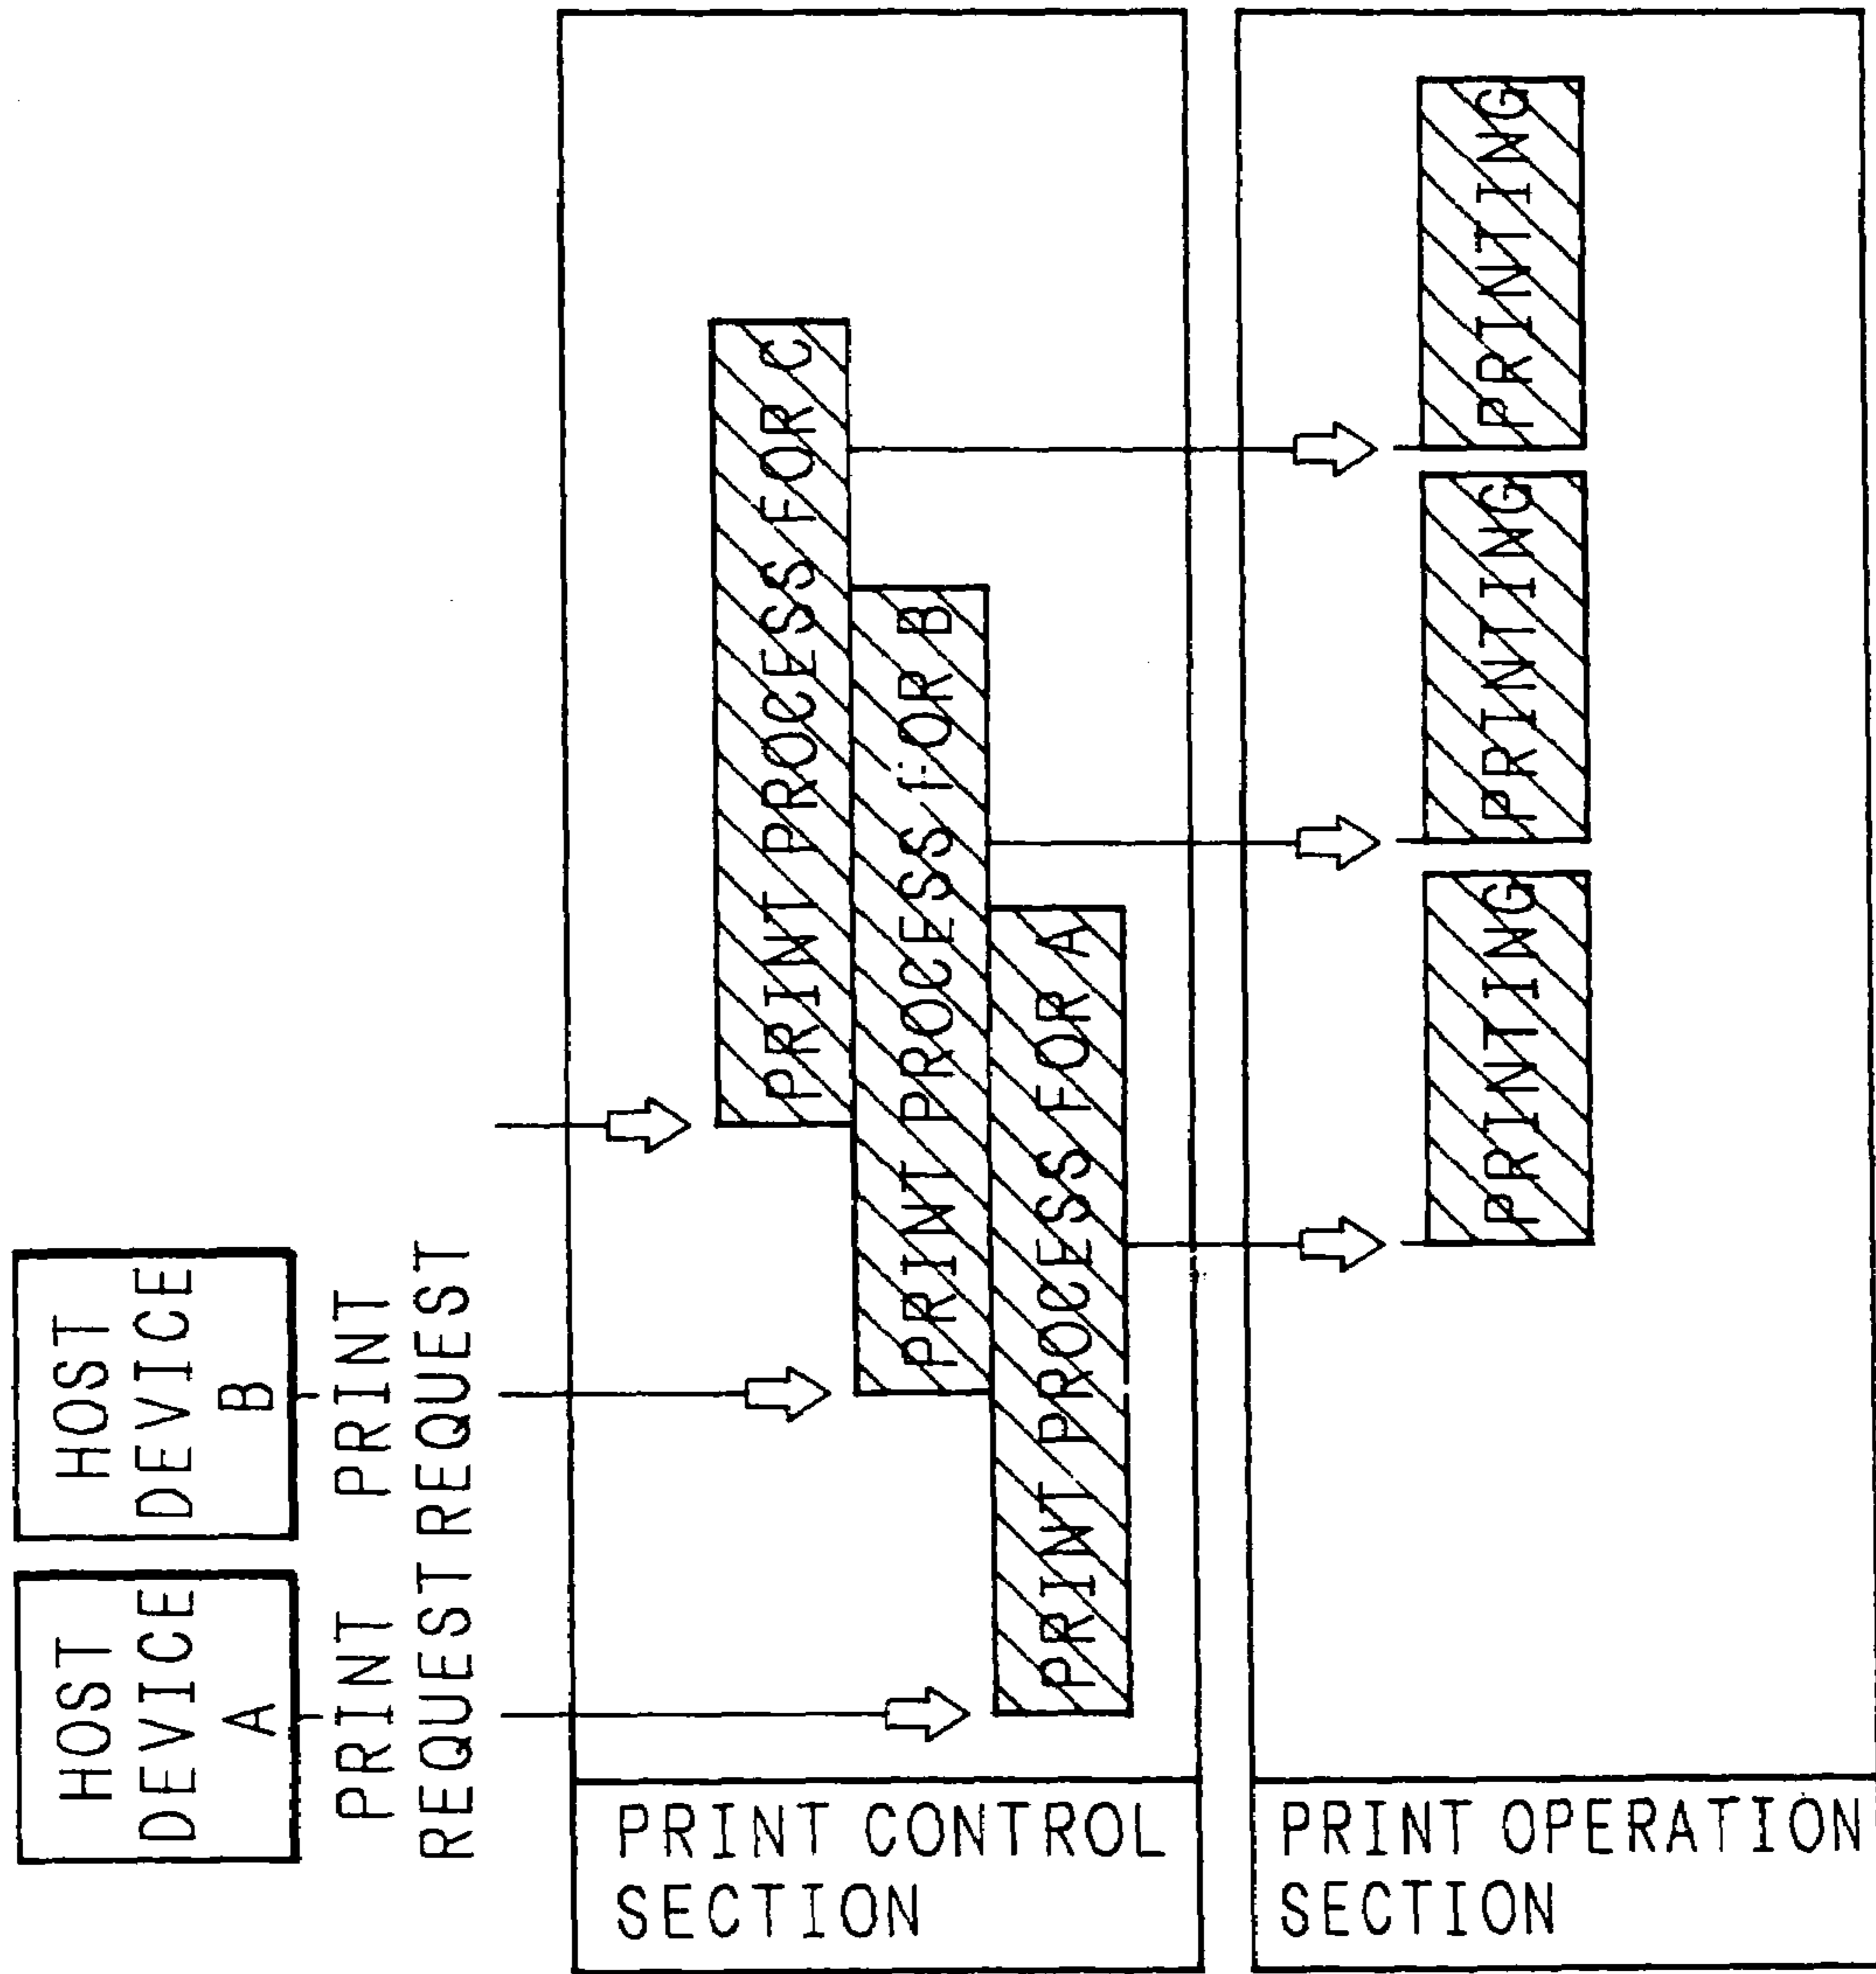 HOST
DEVICE
A
HOST
DEVICE
B
PRINT PRINT
REQUEST REQUEST
PRINT CONTROL
SECTION
PRINT PROCESS FOR C
PRINT PROCESS FOR B
PRINT PROCESS FOR A
PRINT OPERATION
SECTION
PRINTING
PRINTING
PRINTING